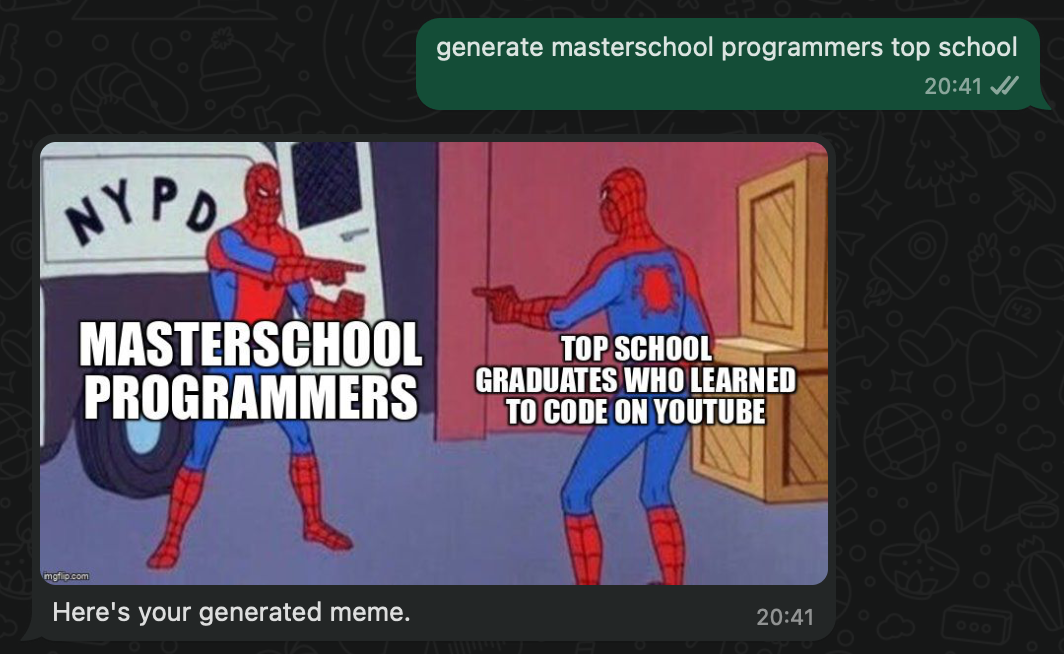 generate masterschool programmers top school
20:41
NYPD
MASTERSCHOOL
PROGRAMMERS
TOP SCHOOL
GRADUATES WHO LEARNED
TO CODE ON YOUTUBE
imgflip.com
Here's your generated meme.
20:41